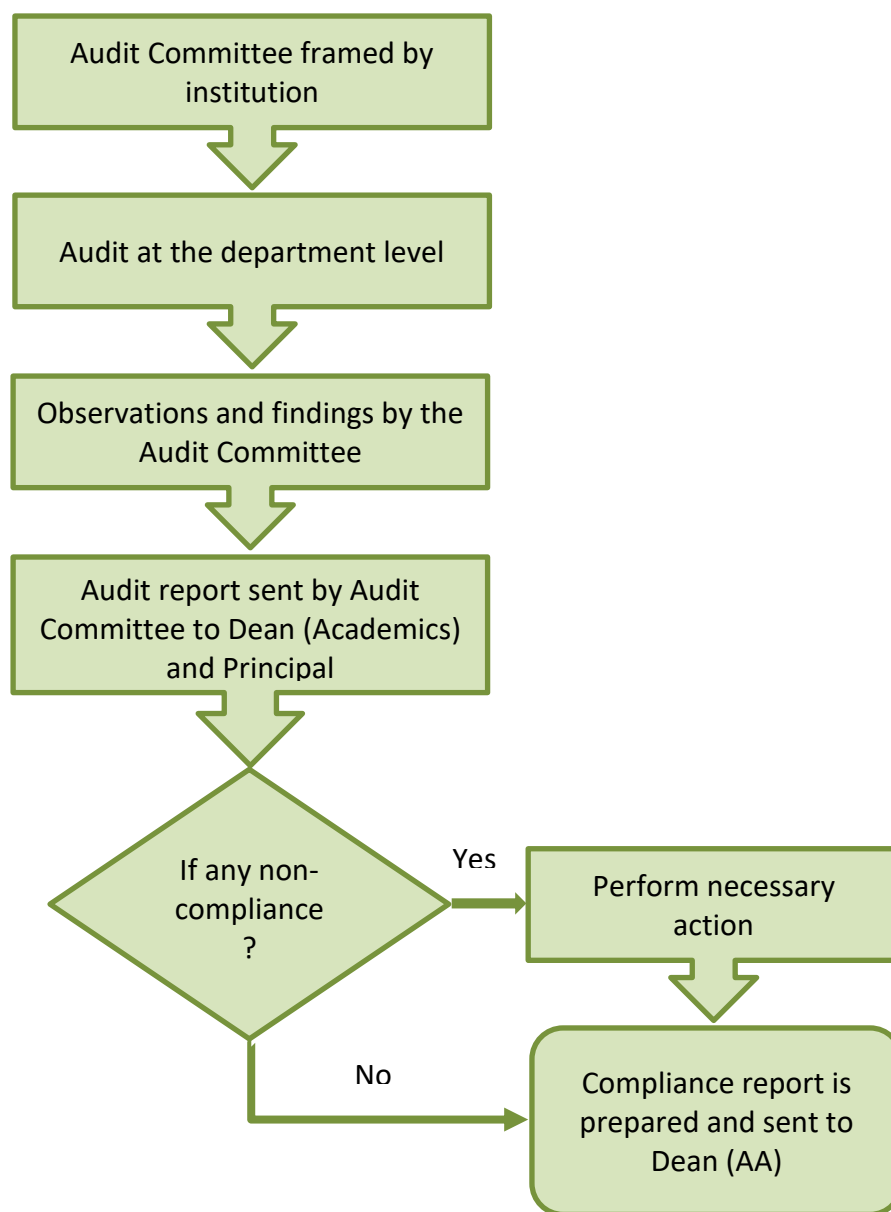 Audit Committee framed by
institution
Audit at the department level
Observations and findings by the
Audit Committee
Audit report sent by Audit
Committee to Dean (Academics)
and Principal
If any non-
compliance
?
Yes
Perform necessary
action
No
Compliance report is
prepared and sent to
Dean (AA)